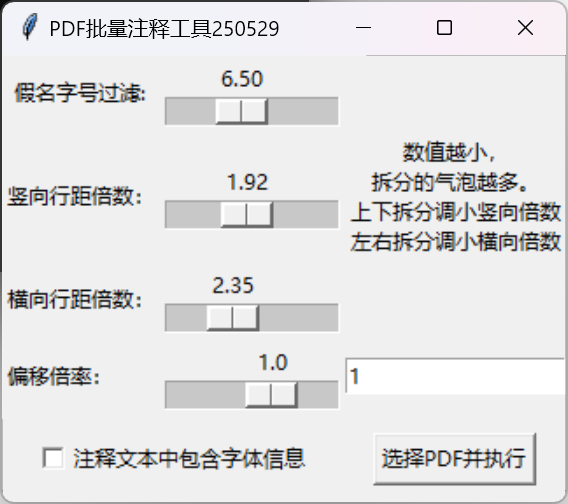 PDF批量注释工具250529
6.50
假名字号过滤:
数值越小，
拆分的气泡越多。
上下拆分调小竖向倍数
左右拆分调小横向倍数
1.92
竖向行距倍数:
2.35
横向行距倍数:
1.0
偏移倍率:
1
注释文本中包含字体信息
选择PDF并执行